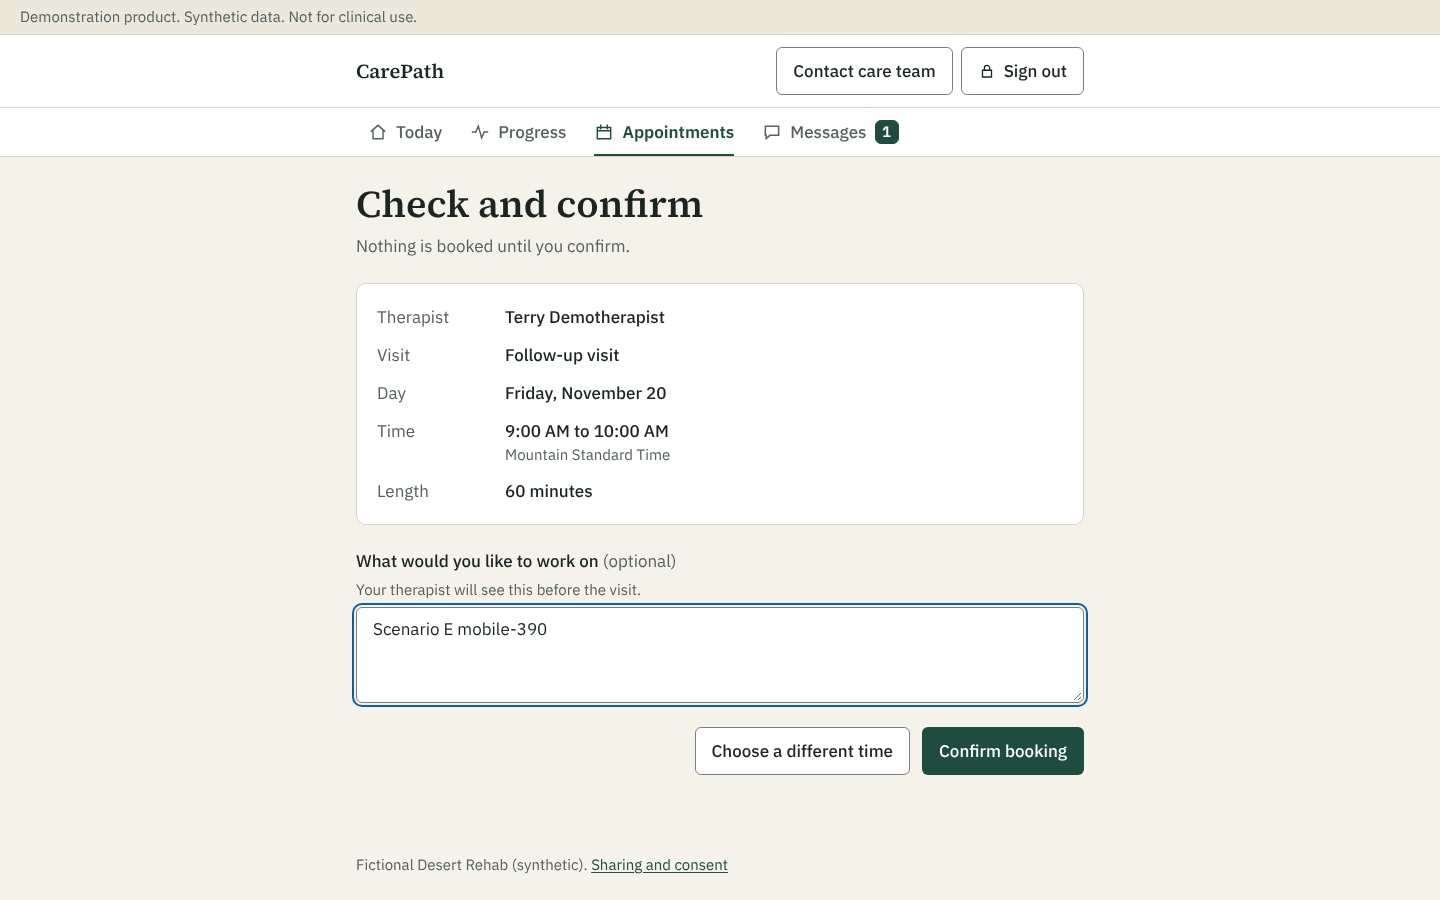 Demonstration product. Synthetic data. Not for clinical use.
CarePath
Contact care team
Sign out
Today
Progress
Appointments
Messages 1
Check and confirm
Nothing is booked until you confirm.
Therapist Terry Demotherapist
Visit Follow-up visit
Day Friday, November 20
Time 9:00 AM to 10:00 AM
Mountain Standard Time
Length 60 minutes
What would you like to work on (optional)
Your therapist will see this before the visit.
Scenario E mobile-390
Choose a different time
Confirm booking
Fictional Desert Rehab (synthetic). Sharing and consent